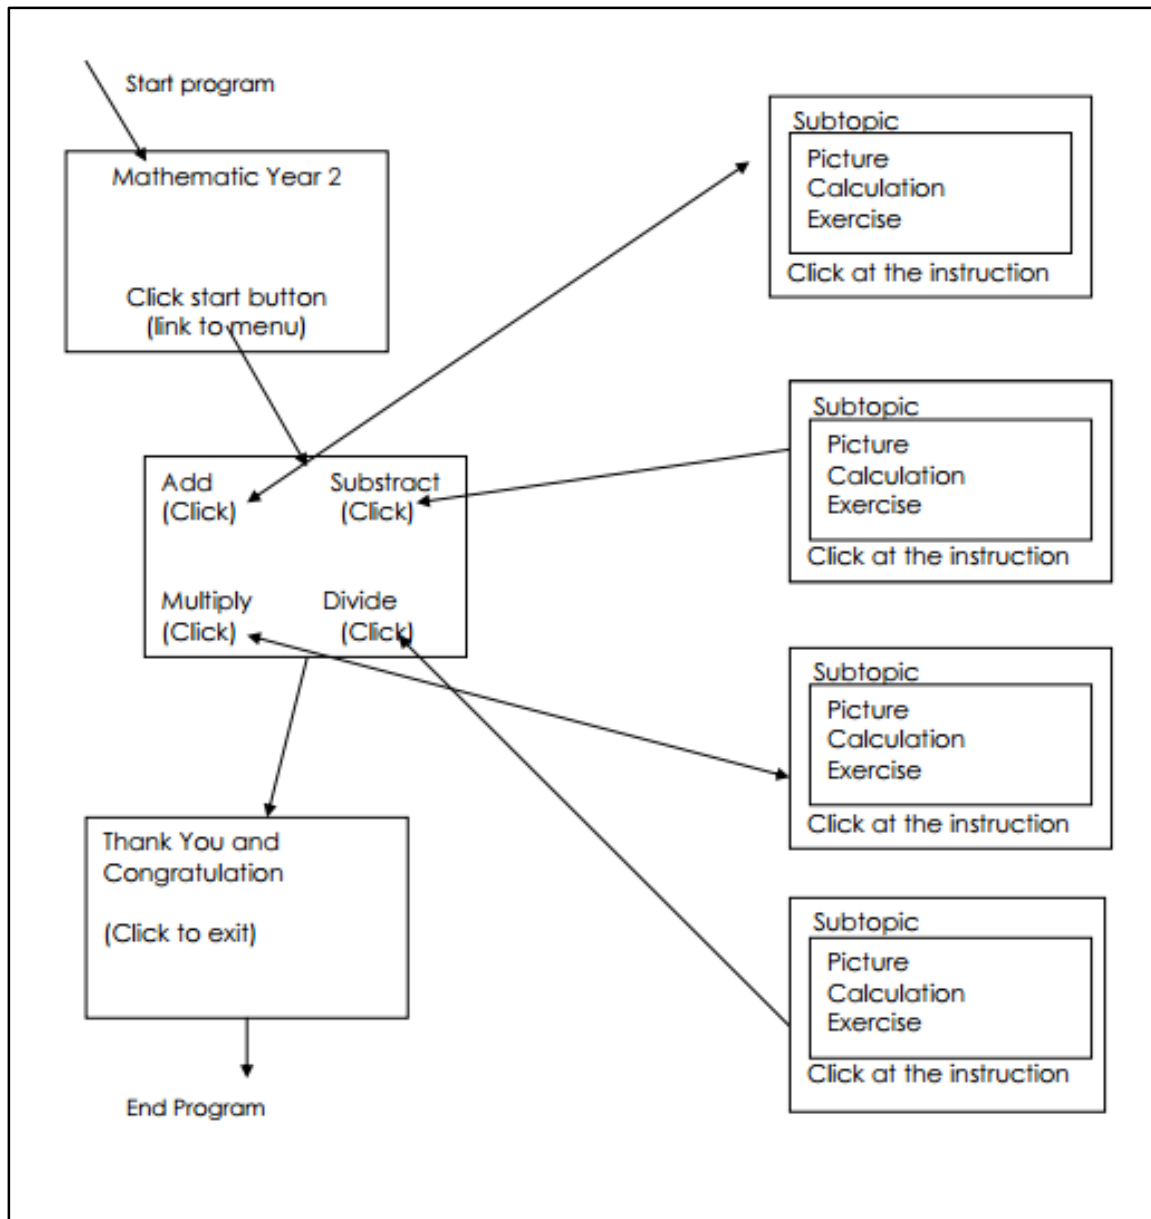 Start program
Mathematic Year 2
Click start button
(link to menu)
Add Substract
(Click) (Click)
Multiply Divide
(Click) (Click)
Thank You and
Congratulation
(Click to exit)
End Program
Subtopic
Picture
Calculation
Exercise
Click at the instruction
Subtopic
Picture
Calculation
Exercise
Click at the instruction
Subtopic
Picture
Calculation
Exercise
Click at the instruction
Subtopic
Picture
Calculation
Exercise
Click at the instruction